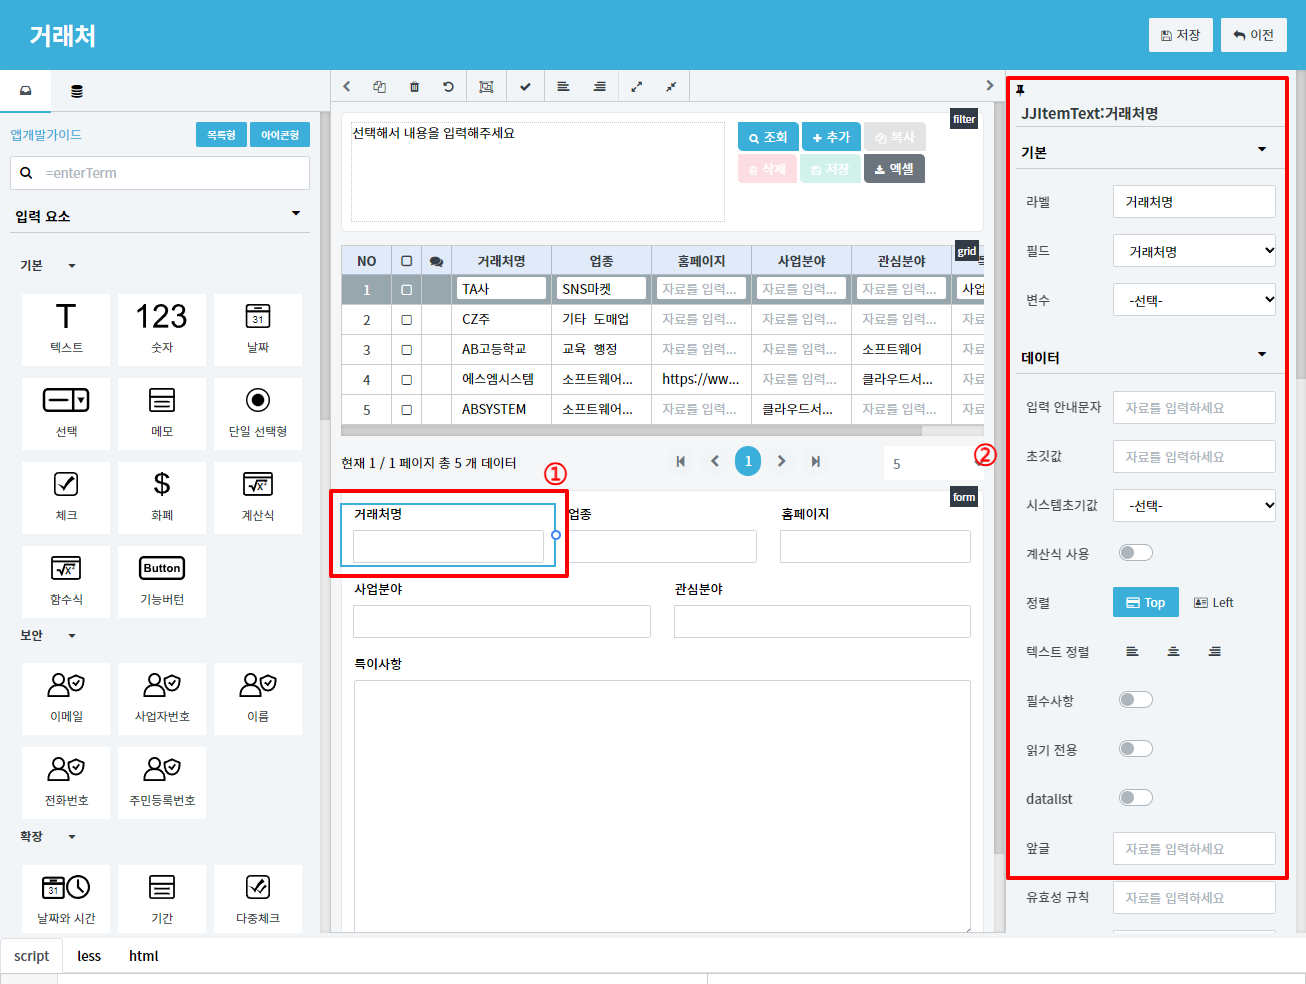 거래처
저장
이전
앱개발가이드
목록형
아이콘형
=enterTerm
입력 요소
기본
T
텍스트
123
숫자
31
날짜
선택
메모
단일 선택형
체크
$
화폐
√x²
계산식
√x²
함수식
Button
기능버턴
보안
이메일
사업자번호
이름
전화번호
주민등록번호
확장
31
날짜와 시간
기간
다중체크
filter
선택해서 내용을 입력해주세요
조회
추가
복사
삭제
저장
엑셀
grid
NO 거래처명 업종 홈페이지 사업분야 관심분야
1 TA사 SNS마켓 자료를 입력... 자료를 입력... 자료를 입력... 사업
2 CZ주 기타 도매업 자료를 입력... 자료를 입력... 자료를 입력... 자료
3 AB고등학교 교육 행정 자료를 입력... 자료를 입력... 소프트웨어 자료
4 에스엠시스템 소프트웨어... https://ww... 자료를 입력... 클라우드서... 자료
5 ABSYSTEM 소프트웨어... 자료를 입력... 클라우드서... 자료를 입력... 자료
현재 1 / 1 페이지 총 5 개 데이터
1
5
①
②
form
거래처명
업종
홈페이지
사업분야
관심분야
특이사항
JJItemText:거래처명
기본
라벨 거래처명
필드 거래처명
변수 -선택-
데이터
입력 안내문자 자료를 입력하세요
초깃값 자료를 입력하세요
시스템초기값 -선택-
계산식 사용
정렬 Top Left
텍스트 정렬
필수사항
읽기 전용
datalist
앞글 자료를 입력하세요
유효성 규칙 자료를 입력하세요
script less html